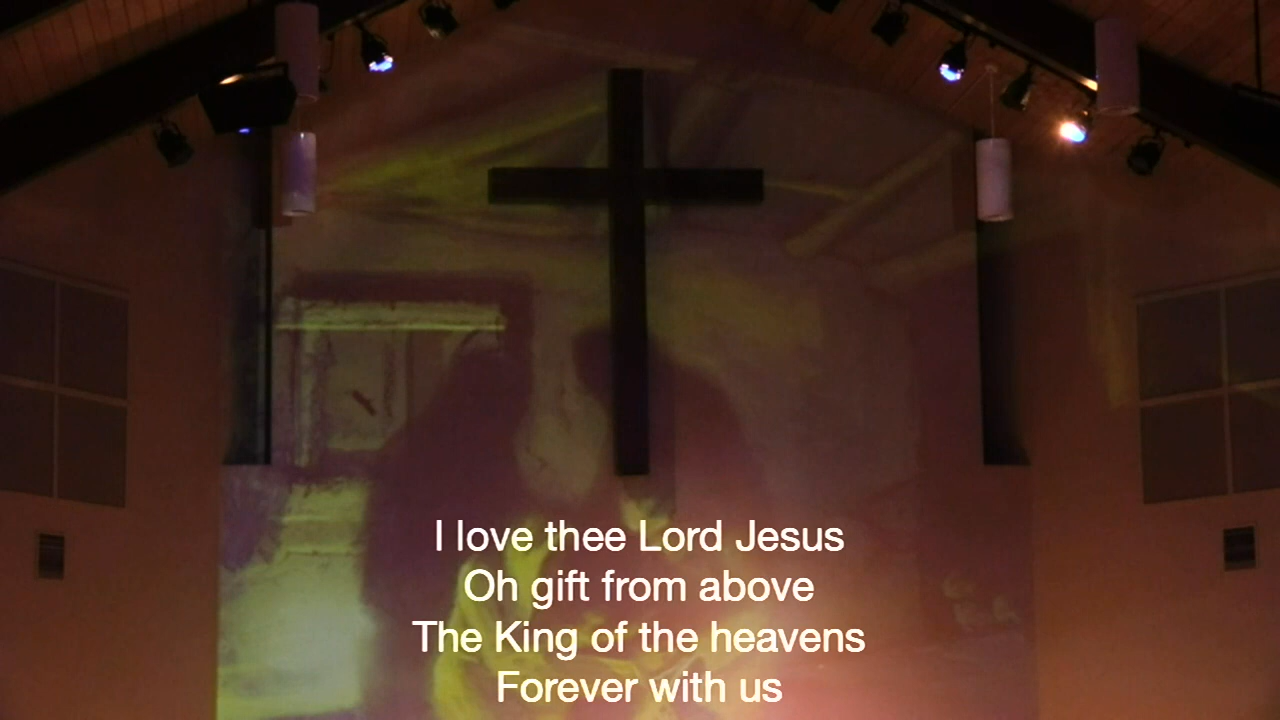 I love thee Lord Jesus
Oh gift from above
The King of the heavens
Forever with us